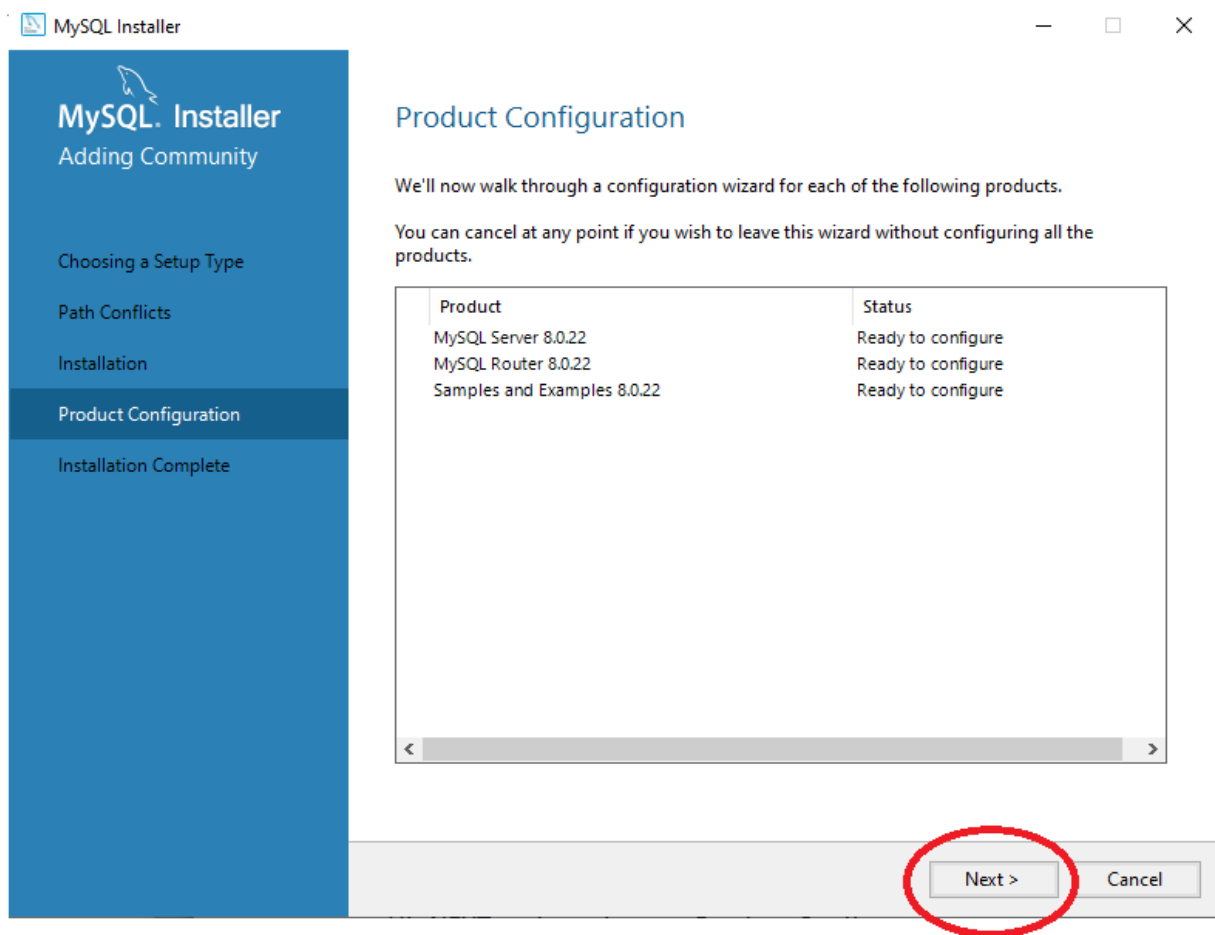 MySQL Installer
MySQL. Installer
Adding Community
Choosing a Setup Type
Path Conflicts
Installation
Product Configuration
Installation Complete
Product Configuration
We'll now walk through a configuration wizard for each of the following products.
You can cancel at any point if you wish to leave this wizard without configuring all the
products.
Product Status
MySQL Server 8.0.22 Ready to configure
MySQL Router 8.0.22 Ready to configure
Samples and Examples 8.0.22 Ready to configure
Next > Cancel